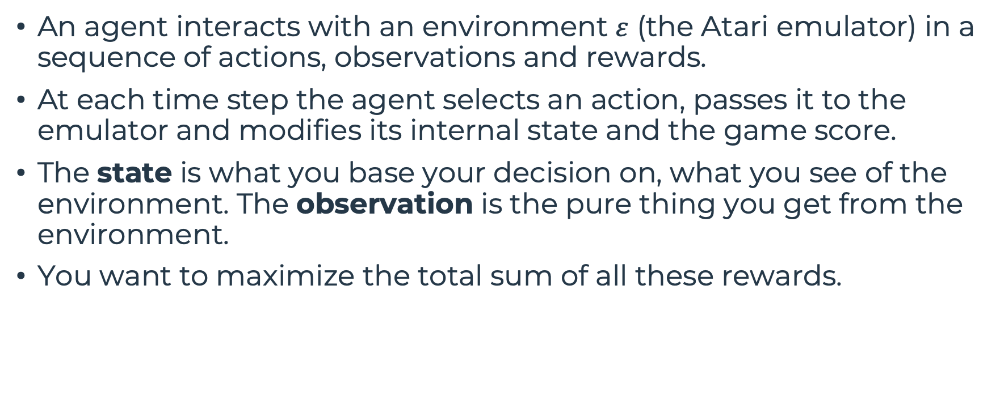 • An agent interacts with an environment ε (the Atari emulator) in a
sequence of actions, observations and rewards.
• At each time step the agent selects an action, passes it to the
emulator and modifies its internal state and the game score.
• The state is what you base your decision on, what you see of the
environment. The observation is the pure thing you get from the
environment.
• You want to maximize the total sum of all these rewards.